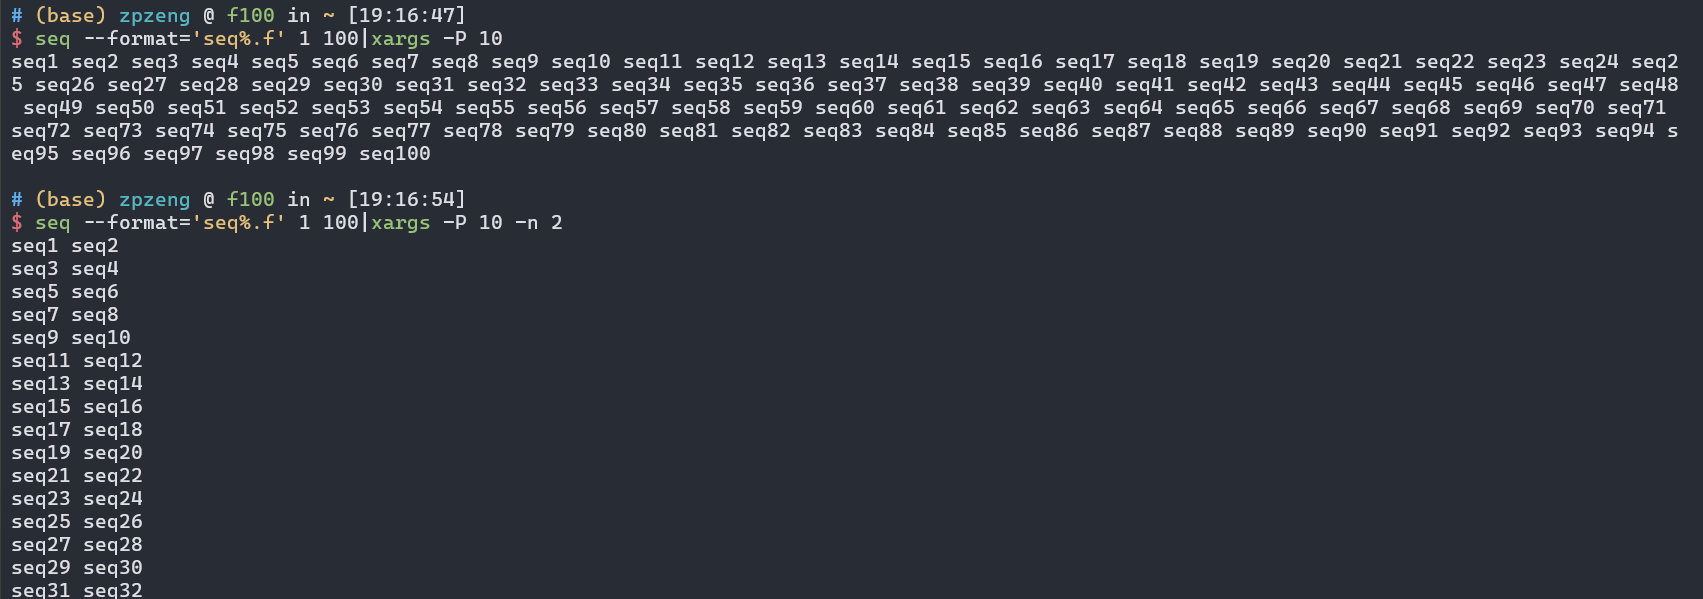 # (base) zpzeng @ f100 in ~ [19:16:47]
$ seq --format='seq%.f' 1 100|xargs -P 10
seq1 seq2 seq3 seq4 seq5 seq6 seq7 seq8 seq9 seq10 seq11 seq12 seq13 seq14 seq15 seq16 seq17 seq18 seq19 seq20 seq21 seq22 seq23 seq24 seq2
5 seq26 seq27 seq28 seq29 seq30 seq31 seq32 seq33 seq34 seq35 seq36 seq37 seq38 seq39 seq40 seq41 seq42 seq43 seq44 seq45 seq46 seq47 seq48
 seq49 seq50 seq51 seq52 seq53 seq54 seq55 seq56 seq57 seq58 seq59 seq60 seq61 seq62 seq63 seq64 seq65 seq66 seq67 seq68 seq69 seq70 seq71
seq72 seq73 seq74 seq75 seq76 seq77 seq78 seq79 seq80 seq81 seq82 seq83 seq84 seq85 seq86 seq87 seq88 seq89 seq90 seq91 seq92 seq93 seq94 s
eq95 seq96 seq97 seq98 seq99 seq100
# (base) zpzeng @ f100 in ~ [19:16:54]
$ seq --format='seq%.f' 1 100|xargs -P 10 -n 2
seq1 seq2
seq3 seq4
seq5 seq6
seq7 seq8
seq9 seq10
seq11 seq12
seq13 seq14
seq15 seq16
seq17 seq18
seq19 seq20
seq21 seq22
seq23 seq24
seq25 seq26
seq27 seq28
seq29 seq30
seq31 seq32